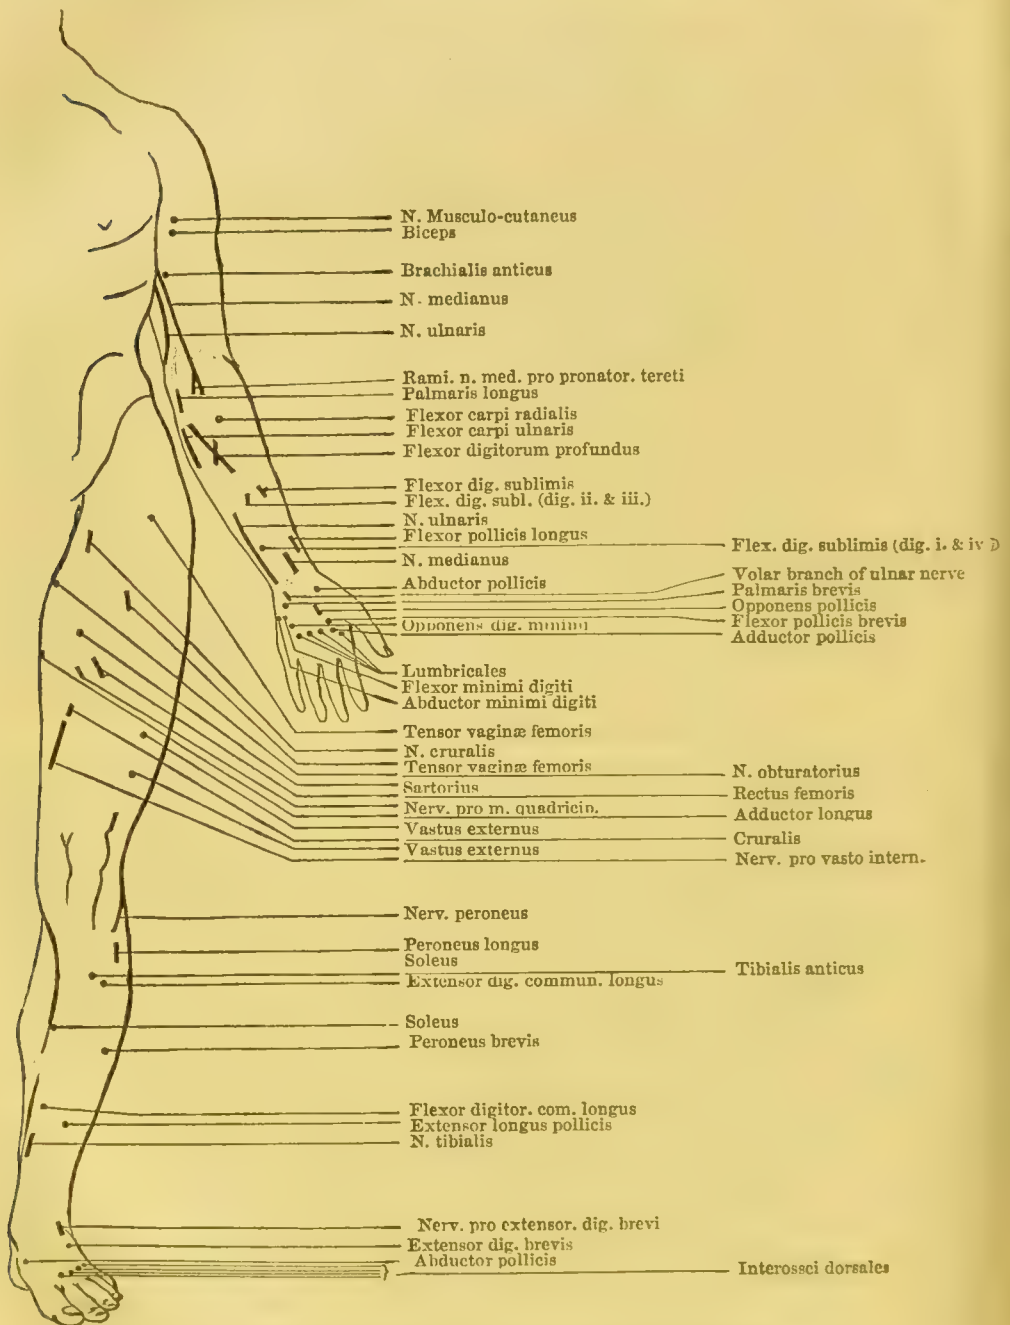 N. Musculo-cutaneus
Biceps
Brachialis anticus
N. medianus
N. ulnaris
Rami. n. med. pro pronator. tereti
Palmaris longus
Flexor carpi radialis
Flexor carpi ulnaris
Flexor digitorum profundus
Flexor dig. sublimis
Flex. dig. subl. (dig. ii. & iii.)
N. ulnaris
Flexor pollicis longus
Flex. dig. sublimis (dig. i. & iv.)
N. medianus
Volar branch of ulnar nerve
Abductor pollicis
Palmaris brevis
Opponens pollicis
Flexor pollicis brevis
Opponens dig. minimi
Adductor pollicis
Lumbricales
Flexor minimi digiti
Abductor minimi digiti
Tensor vaginæ femoris
N. cruralis
Tensor vaginæ femoris
N. obturatorius
Sartorius
Rectus femoris
Nerv. pro m. quadricip.
Adductor longus
Vastus externus
Cruralis
Vastus externus
Nerv. pro vasto intern.
Nerv. peroneus
Peroneus longus
Soleus
Tibialis anticus
Extensor dig. commun. longus
Soleus
Peroneus brevis
Flexor digitor. com. longus
Extensor longus pollicis
N. tibialis
Nerv. pro extensor. dig. brevi
Extensor dig. brevis
Abductor pollicis
Interossei dorsales